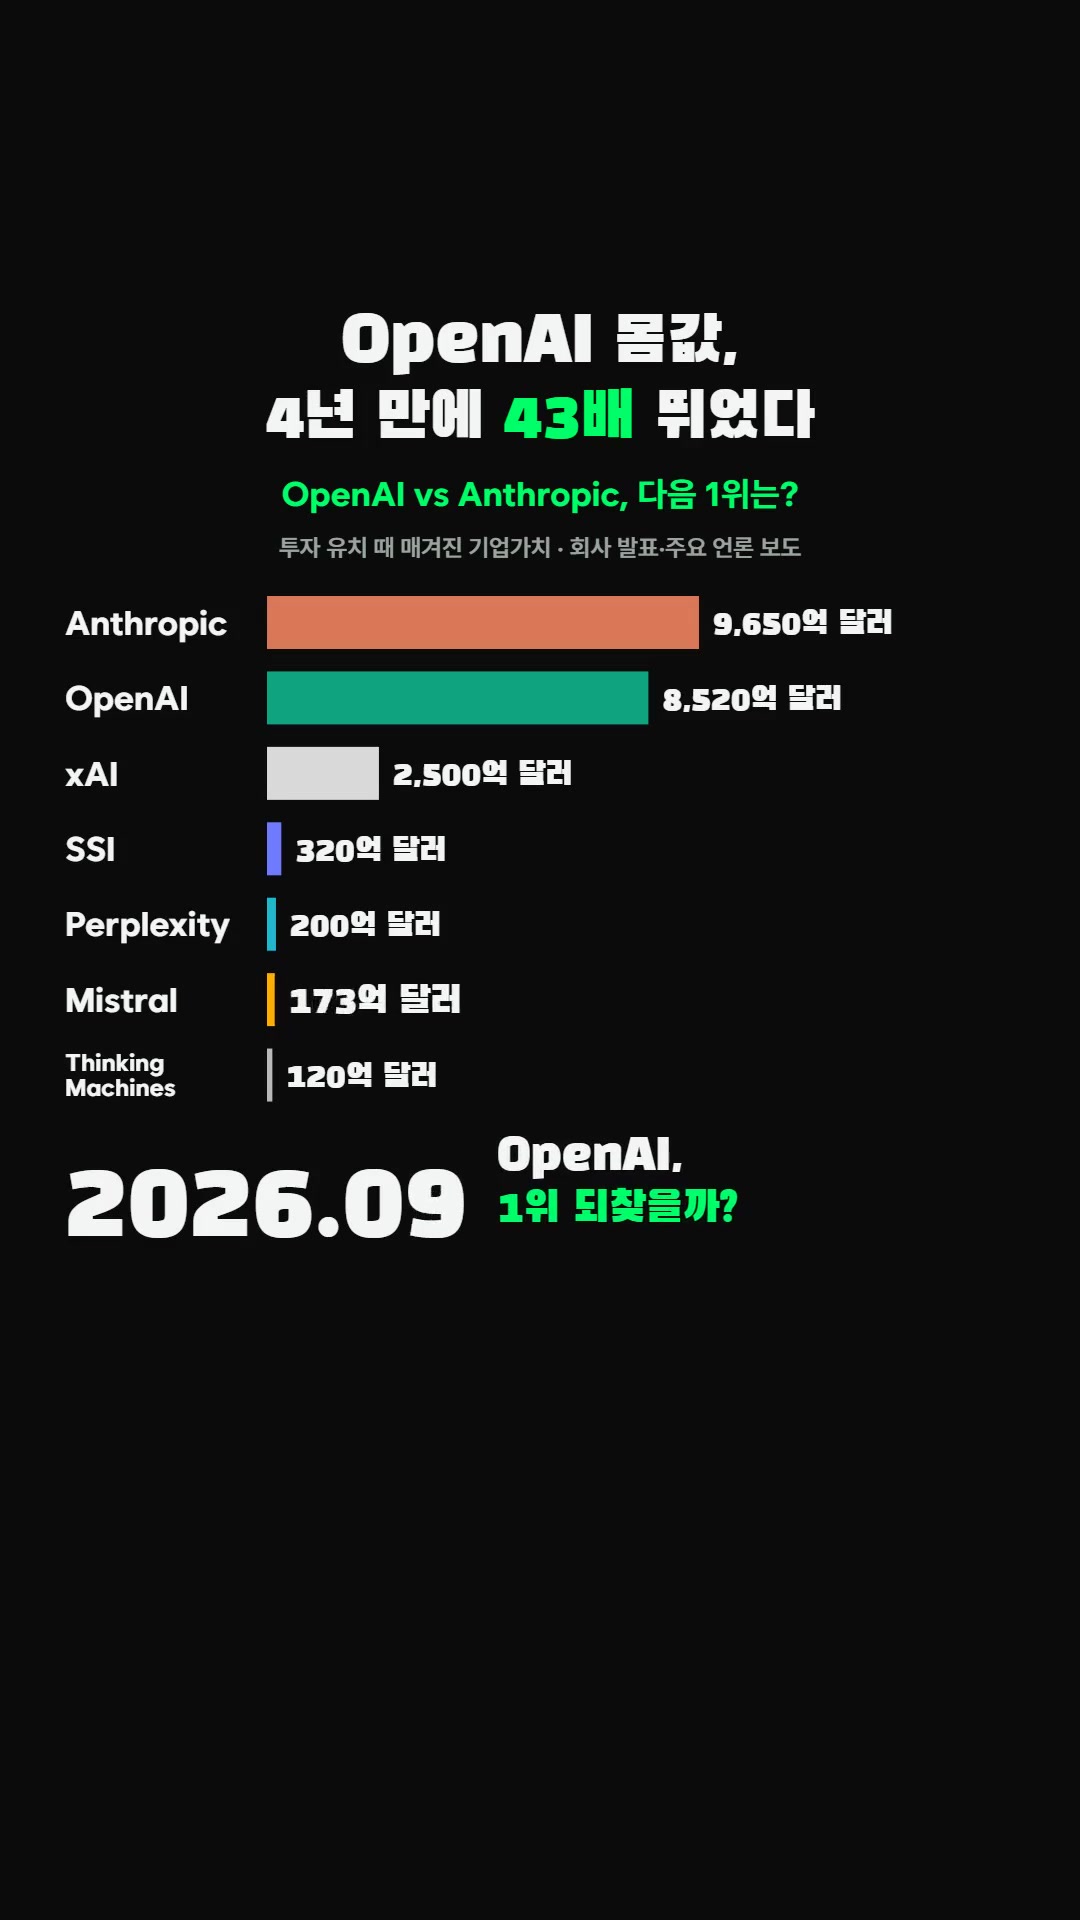 OpenAI 몸값,
4년 만에 43배 뛰었다
OpenAI vs Anthropic, 다음 1위는?
투자 유치 때 매겨진 기업가치 · 회사 발표·주요 언론 보도
Anthropic 9,650억 달러
OpenAI 8,520억 달러
xAI 2,500억 달러
SSI 320억 달러
Perplexity 200억 달러
Mistral 173억 달러
Thinking
Machines 120억 달러
2026.09
OpenAI,
1위 되찾을까?